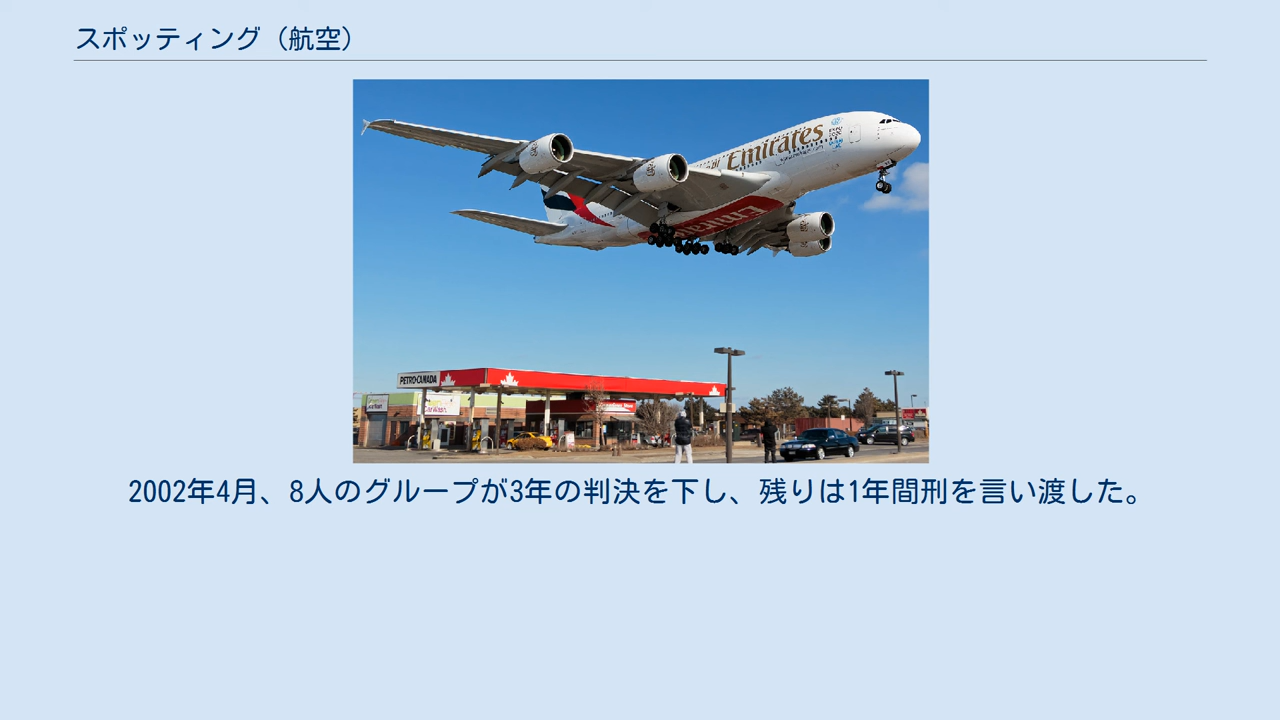 スポッティング（航空）
Emirates
Emirates
PETRO-CANADA
2002年4月、8人のグループが3年の判決を下し、残りは1年間刑を言い渡した。